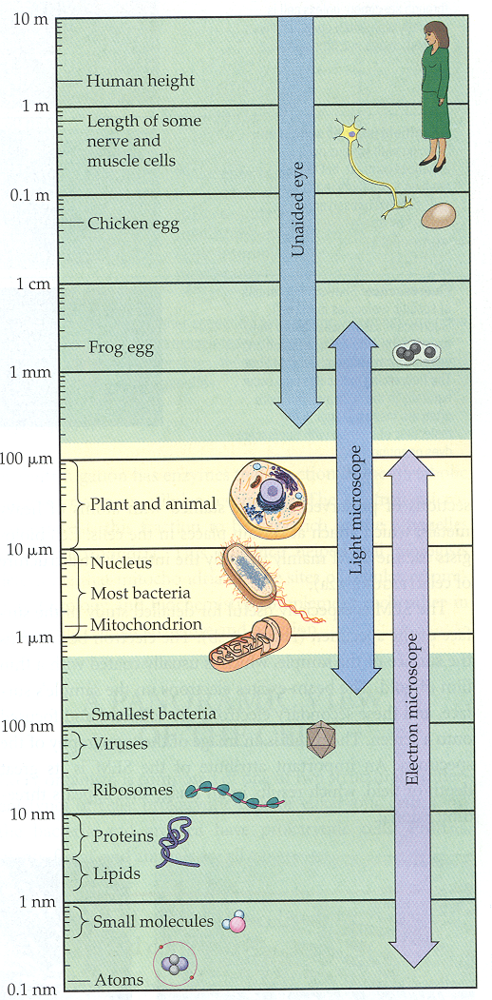 10 m
Human height
1 m
Length of some
nerve and
muscle cells
Unaided eye
0.1 m
Chicken egg
1 cm
Frog egg
1 mm
100 µm
Plant and animal
Light microscope
10 µm
Nucleus
Most bacteria
Mitochondrion
1 µm
Electron microscope
Smallest bacteria
100 nm
Viruses
Ribosomes
10 nm
Proteins
Lipids
1 nm
Small molecules
Atoms
0.1 nm